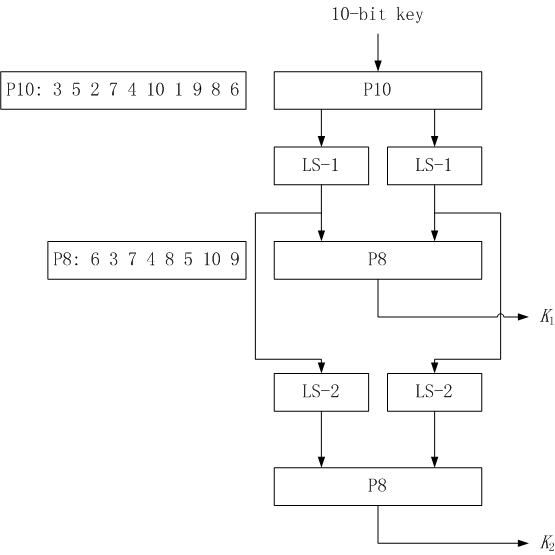 10-bit key
P10: 3 5 2 7 4 10 1 9 8 6
P10
LS-1
LS-1
P8: 6 3 7 4 8 5 10 9
P8
K1
LS-2
LS-2
P8
K2